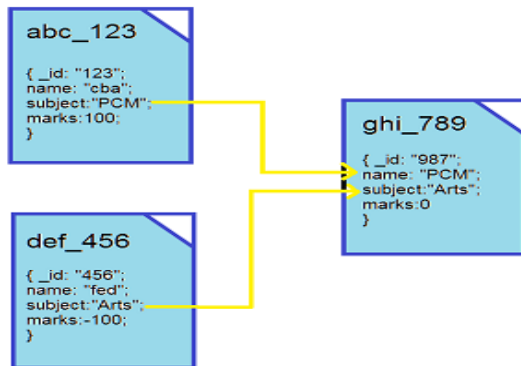 abc_123
{ _id: "123";
name: "cba";
subject:"PCM";
marks:100;
}
def_456
{ _id: "456";
name: "fed";
subject:"Arts";
marks:-100;
}
ghi_789
{ _id: "987";
name: "PCM";
subject:"Arts";
marks:0
}